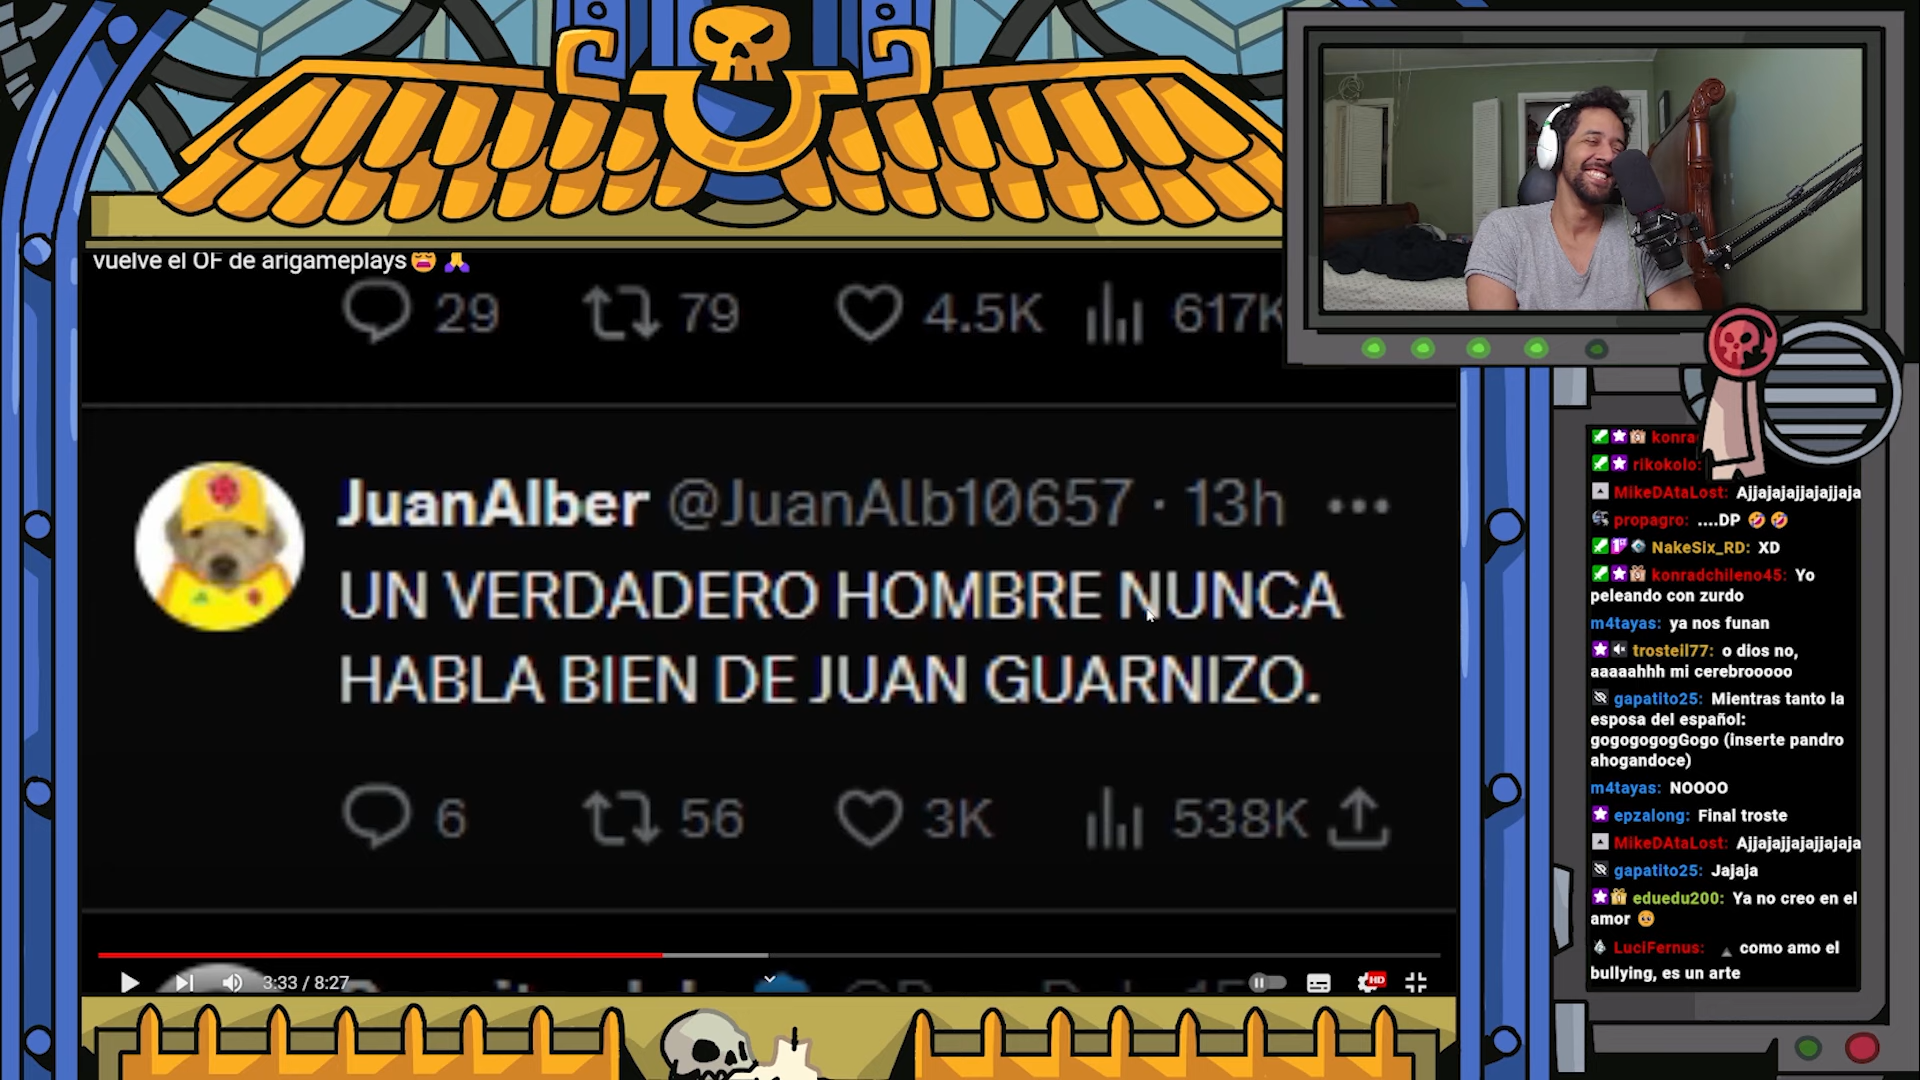 vuelve el OF de arigameplays😩🙏
29 79 4.5K 617K
JuanAlber @JuanAlb10657 · 13h
UN VERDADERO HOMBRE NUNCA
HABLA BIEN DE JUAN GUARNIZO.
6 56 3K 538K
3:33 / 8:27
HD
rikokolo:
MikeDAtaLost: Ajjajajajjajajjaja
propagro: ....DP 🤣🤣
NakeSix_RD: XD
konradchileno45: Yo
peleando con zurdo
m4tayas: ya nos funan
trosteil77: o dios no,
aaaaahhh mi cerebrooooo
gapatito25: Mientras tanto la
esposa del español:
gogogogogGogo (inserte pandro
ahogandoce)
m4tayas: NOOOO
epzalong: Final troste
MikeDAtaLost: Ajjajajjajajjajaja
gapatito25: Jajaja
eduedu200: Ya no creo en el
amor 🥺
LuciFernus: como amo el
bullying, es un arte